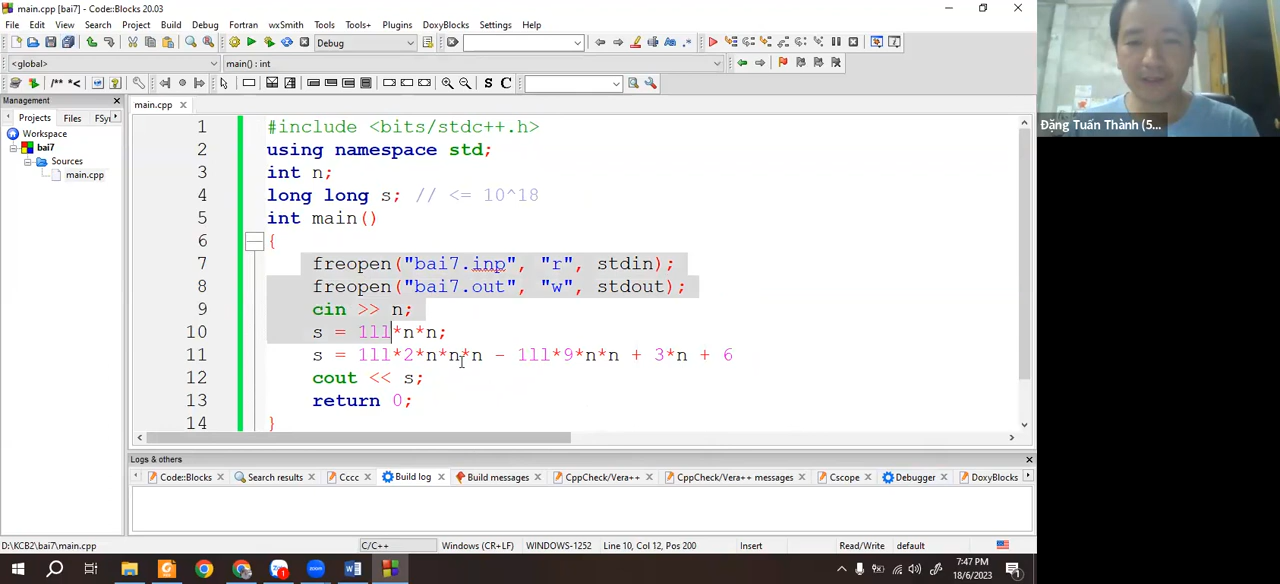 main.cpp [bai7] - Code::Blocks 20.03
File Edit View Search Project Build Debug Fortran wxSmith Tools Tools+ Plugins DoxyBlocks Settings Help
Debug
<global> main() : int
/** *< S C
Management
Projects Files FSy
Workspace
bai7
Sources
main.cpp
main.cpp
1 #include <bits/stdc++.h>
2 using namespace std;
3 int n;
4 long long s; // <= 10^18
5 int main()
6 {
7 freopen("bai7.inp", "r", stdin);
8 freopen("bai7.out", "w", stdout);
9 cin >> n;
10 s = 1ll*n*n;
11 s = 1ll*2*n*n*n - 1ll*9*n*n + 3*n + 6
12 cout << s;
13 return 0;
14 }
Logs & others
Code::Blocks Search results Cccc Build log Build messages CppCheck/Vera++ CppCheck/Vera++ messages Cscope Debugger DoxyBlocks
D:\KCB2\bai7\main.cpp C/C++ Windows (CR+LF) WINDOWS-1252 Line 10, Col 12, Pos 200 Insert Read/Write default
7:47 PM
18/6/2023
Đặng Tuấn Thành (5...